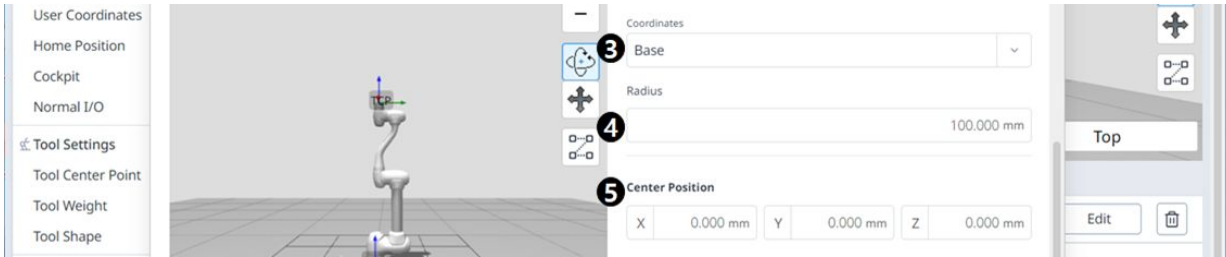 User Coordinates
Home Position
Cockpit
Normal I/O
Tool Settings
Tool Center Point
Tool Weight
Tool Shape
TCP
3
Coordinates
Base
Radius
4
100.000 mm
5
Center Position
X 0.000 mm Y 0.000 mm Z 0.000 mm
Top
Edit